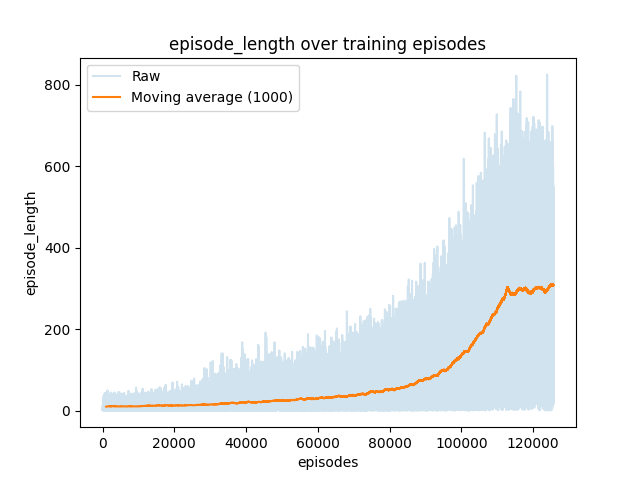 episode_length over training episodes
Raw
Moving average (1000)
800
600
400
200
0
episode_length
0 20000 40000 60000 80000 100000 120000
episodes